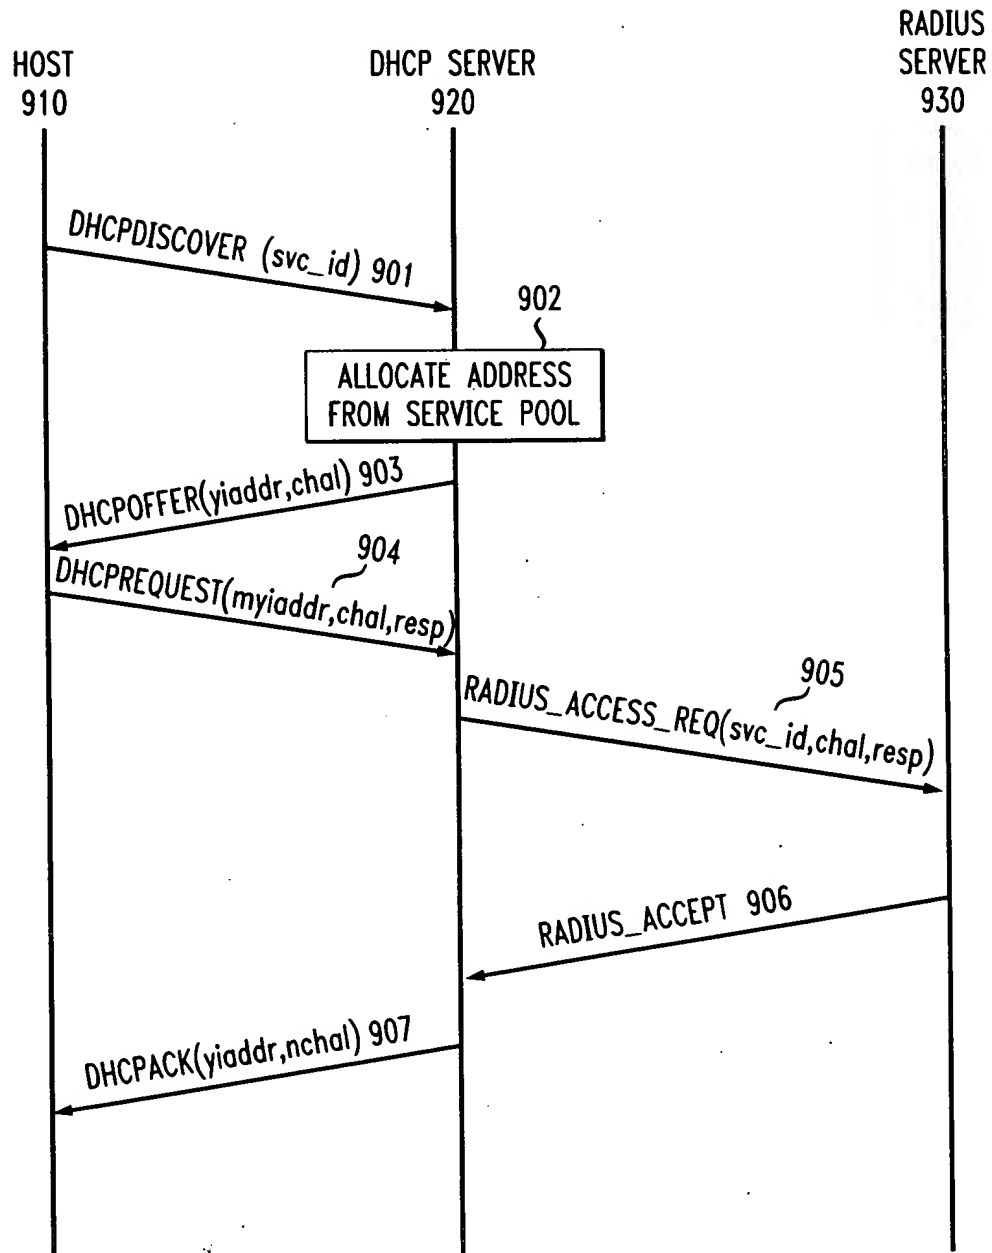 HOST
910
DHCP SERVER
920
RADIUS
SERVER
930
DHCPDISCOVER (svc_id) 901
902
ALLOCATE ADDRESS
FROM SERVICE POOL
DHCPOFFER(yiaddr,chal) 903
904
DHCPREQUEST(myiaddr,chal,resp)
905
RADIUS_ACCESS_REQ(svc_id,chal,resp)
RADIUS_ACCEPT 906
DHCPACK(yiaddr,nchal) 907